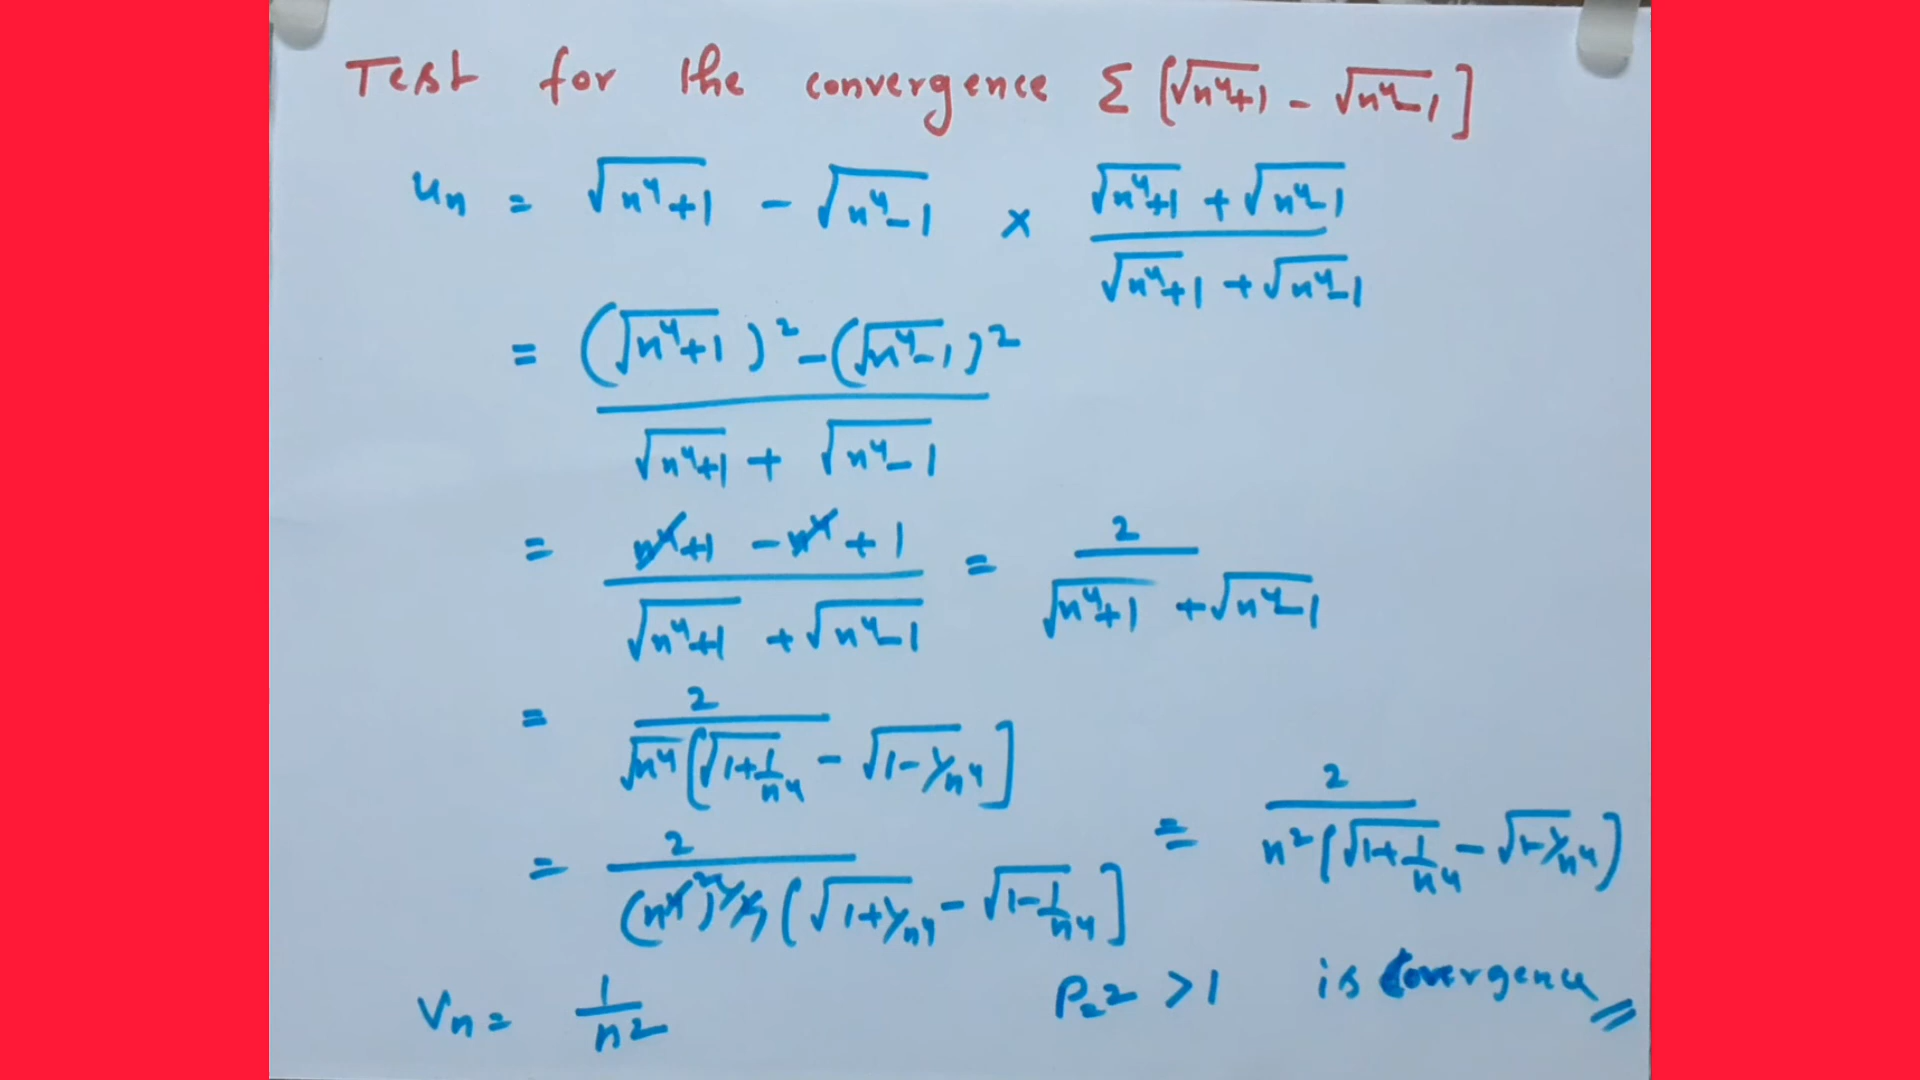 Test for the convergence Σ [√n⁴+1 - √n⁴-1]
uₙ = √n⁴+1 - √n⁴-1 × (√n⁴+1 + √n⁴-1)/(√n⁴+1 + √n⁴-1)
= ((√n⁴+1)² - (√n⁴-1)²)/(√n⁴+1 + √n⁴-1)
= (n⁴+1 - n⁴+1)/(√n⁴+1 + √n⁴-1) = 2/(√n⁴+1 + √n⁴-1)
= 2/(√n⁴[√1+1/n⁴ - √1-1/n⁴])
= 2/((n⁴)^1/2(√1+1/n⁴ - √1-1/n⁴]) = 2/(n²(√1+1/n⁴ - √1-1/n⁴))
Vₙ = 1/n² P=2 >1 is Covergence